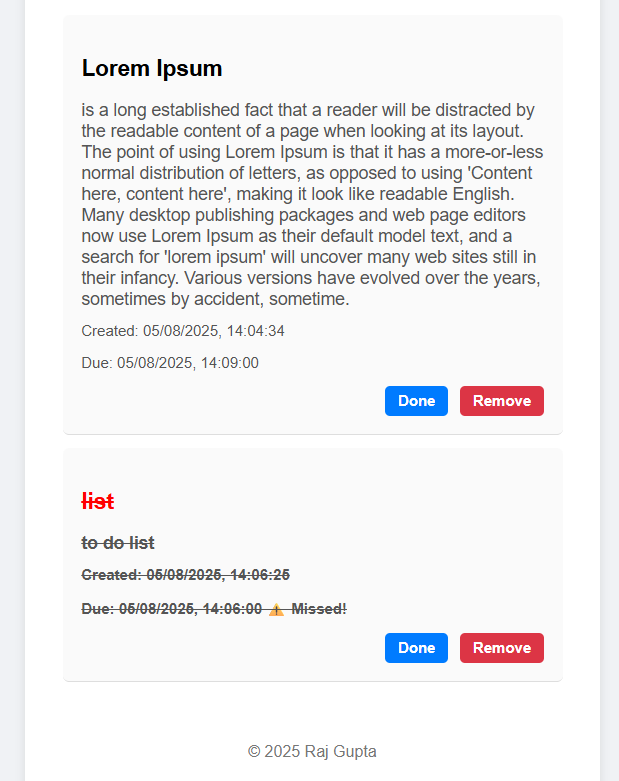 Lorem Ipsum
is a long established fact that a reader will be distracted by
the readable content of a page when looking at its layout.
The point of using Lorem Ipsum is that it has a more-or-less
normal distribution of letters, as opposed to using 'Content
here, content here', making it look like readable English.
Many desktop publishing packages and web page editors
now use Lorem Ipsum as their default model text, and a
search for 'lorem ipsum' will uncover many web sites still in
their infancy. Various versions have evolved over the years,
sometimes by accident, sometime.
Created: 05/08/2025, 14:04:34
Due: 05/08/2025, 14:09:00
Done Remove
list
to do list
Created: 05/08/2025, 14:06:25
Due: 05/08/2025, 14:06:00 ⚠️ Missed!
Done Remove
© 2025 Raj Gupta